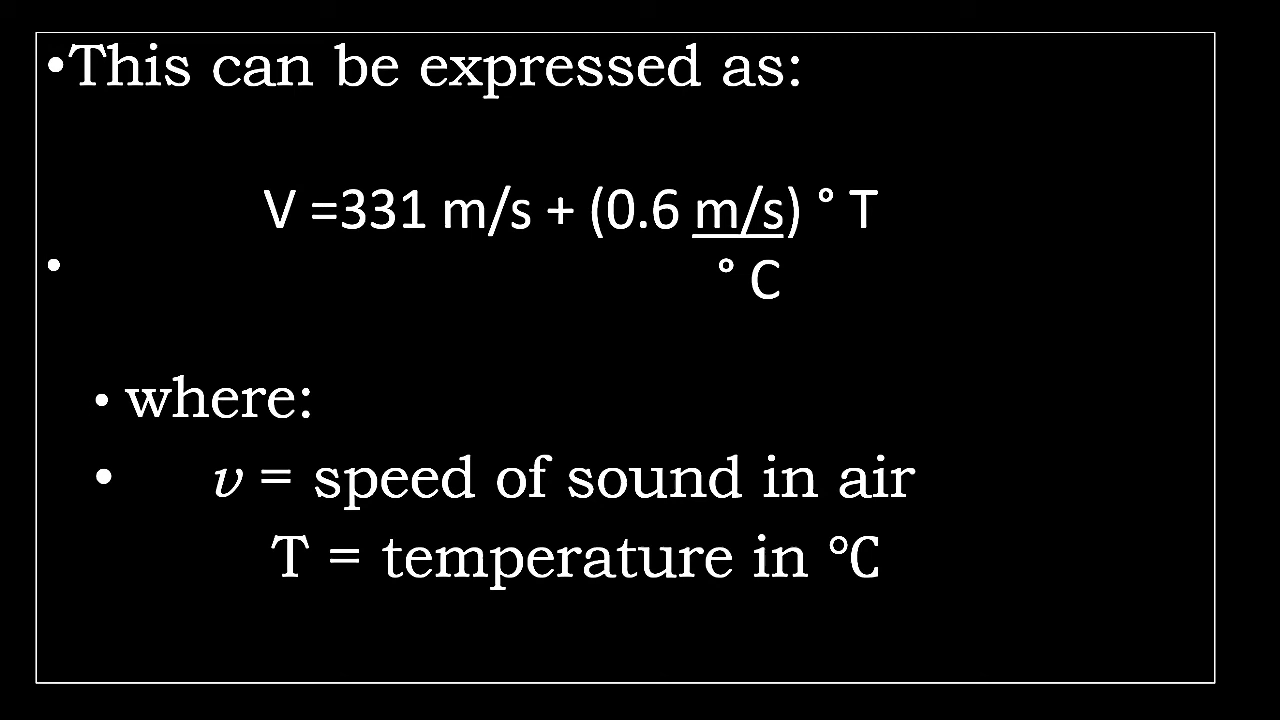 •This can be expressed as:
V =331 m/s + (0.6 m/s) ° T
• ° C
• where:
• v = speed of sound in air
T = temperature in °C